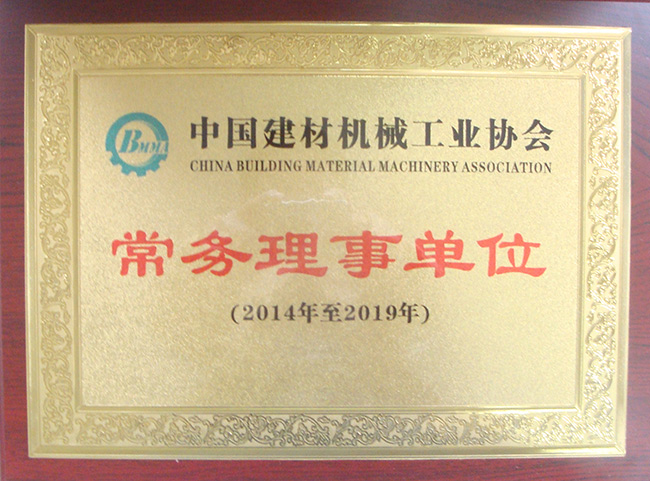 BMMA
中国建材机械工业协会
CHINA BUILDING MATERIAL MACHINERY ASSOCIATION
常务理事单位
(2014年至2019年)